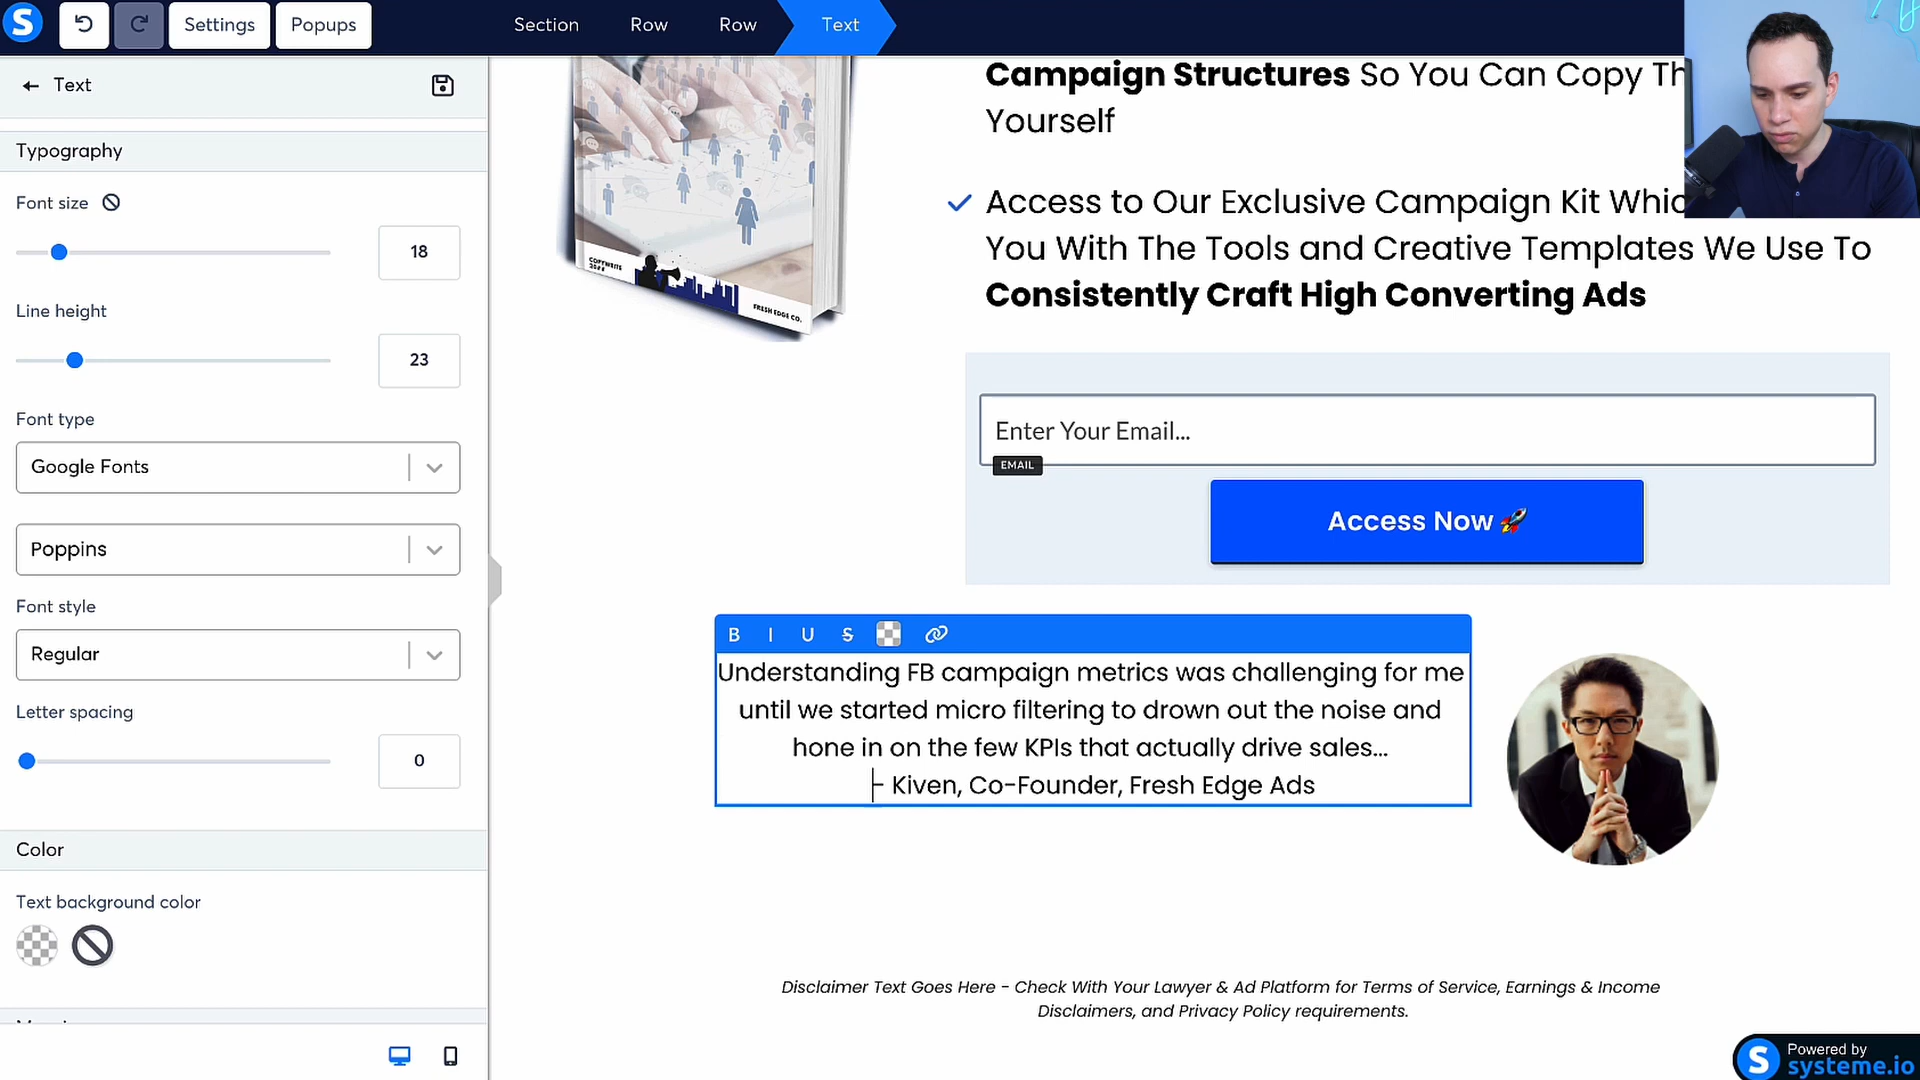 S
Settings
Popups
Section
Row
Row
Text
Text
Typography
Font size
18
Line height
23
Font type
Google Fonts
Poppins
Font style
Regular
Letter spacing
0
Color
Text background color
COPYWRITE
FRESH EDGE CO.
Campaign Structures So You Can Copy
Yourself
Access to Our Exclusive Campaign Kit
You With The Tools and Creative Templates We Use To
Consistently Craft High Converting Ads
Enter Your Email...
EMAIL
Access Now 🚀
B I U S
Understanding FB campaign metrics was challenging for me
until we started micro filtering to drown out the noise and
hone in on the few KPIs that actually drive sales...
- Kiven, Co-Founder, Fresh Edge Ads
Disclaimer Text Goes Here - Check With Your Lawyer & Ad Platform for Terms of Service, Earnings & Income
Disclaimers, and Privacy Policy requirements.
S
Powered by
systeme.io